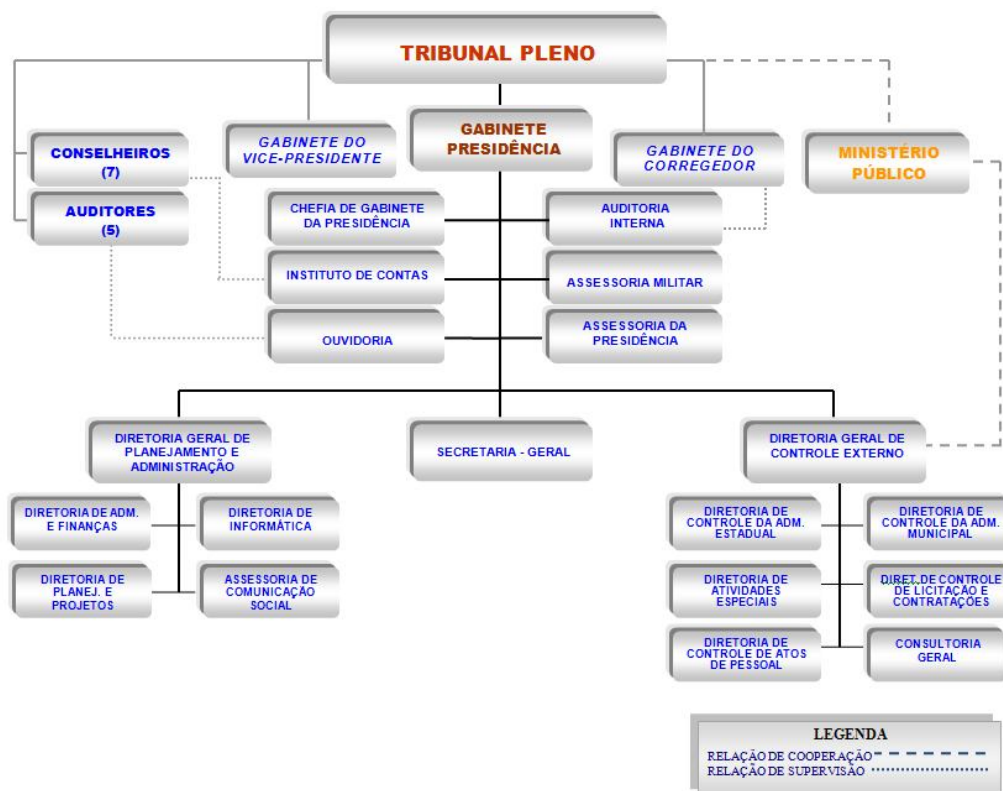 TRIBUNAL PLENO
GABINETE
PRESIDÊNCIA
CONSELHEIROS
(7)
AUDITORES
(5)
GABINETE DO
VICE-PRESIDENTE
GABINETE DO
CORREGEDOR
MINISTÉRIO
PÚBLICO
CHEFIA DE GABINETE
DA PRESIDÊNCIA
AUDITORIA
INTERNA
INSTITUTO DE CONTAS
ASSESSORIA MILITAR
OUVIDORIA
ASSESSORIA DA
PRESIDÊNCIA
DIRETORIA GERAL DE
PLANEJAMENTO E
ADMINISTRAÇÃO
SECRETARIA - GERAL
DIRETORIA GERAL DE
CONTROLE EXTERNO
DIRETORIA DE ADM.
E FINANÇAS
DIRETORIA DE
INFORMÁTICA
DIRETORIA DE
PLANEJ. E
PROJETOS
ASSESSORIA DE
COMUNICAÇÃO
SOCIAL
DIRETORIA DE
CONTROLE DA ADM.
ESTADUAL
DIRETORIA DE
CONTROLE DA ADM.
MUNICIPAL
DIRETORIA DE
ATIVIDADES
ESPECIAIS
DIRET. DE CONTROLE
DE LICITAÇÃO E
CONTRATAÇÕES
DIRETORIA DE
CONTROLE DE ATOS
DE PESSOAL
CONSULTORIA
GERAL
LEGENDA
RELAÇÃO DE COOPERAÇÃO
RELAÇÃO DE SUPERVISÃO